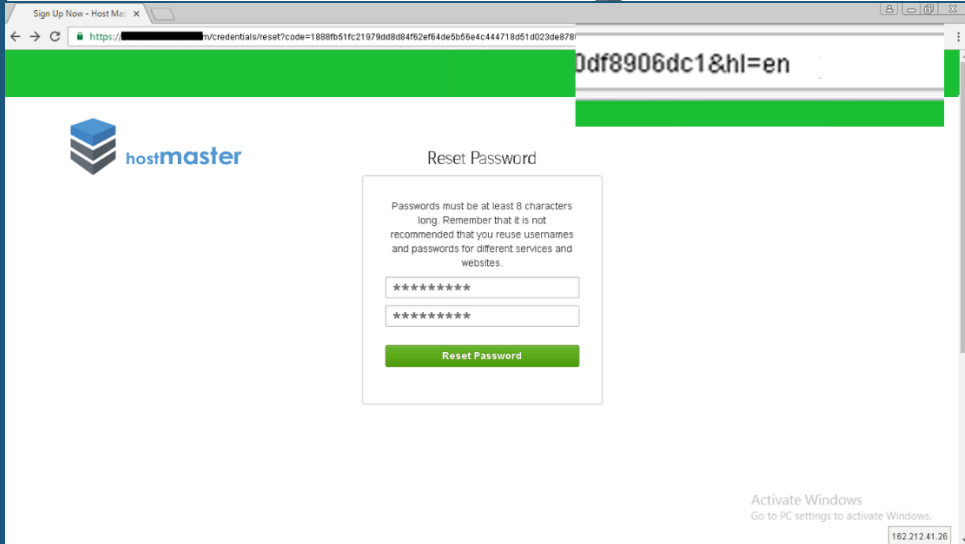 Sign Up Now - Host Mas
https://
m/credentials/reset?code=1888fb51fc21979dd8d84f62ef64de5b56e4c444718d51d023de878
0df8906dc1&hl=en
hostmaster
Reset Password
Passwords must be at least 8 characters
long. Remember that it is not
recommended that you reuse usernames
and passwords for different services and
websites.
*********
*********
Reset Password
Activate Windows
Go to PC settings to activate Windows.
162.212.41.26